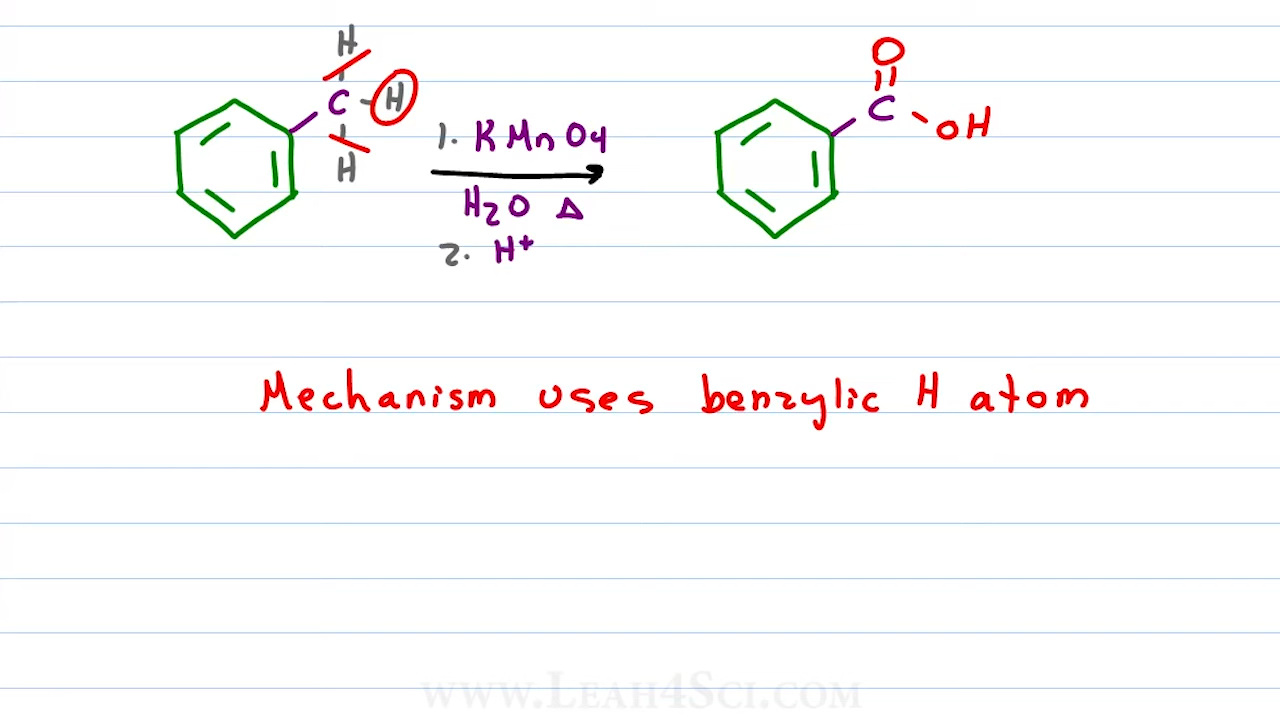 H
C - H
H
1. KMnO4
H2O Δ
2. H+
O
C
OH
Mechanism uses benzylic H atom
www.Leah4Sci.com